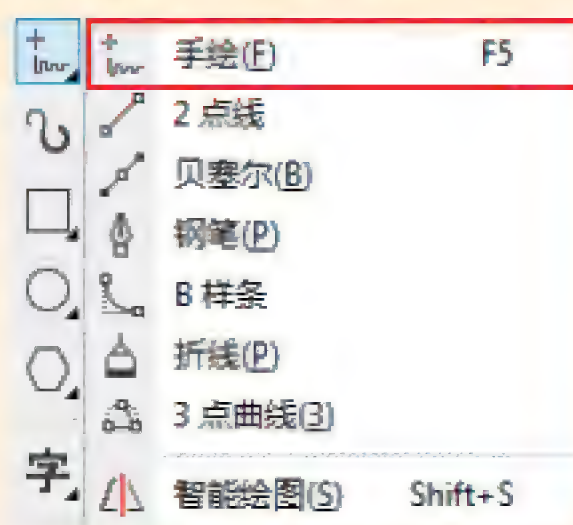 手绘(F) F5
2 点线
贝塞尔(B)
钢笔(P)
B 样条
折线(P)
3 点曲线(3)
字
智能绘图(S) Shift+S